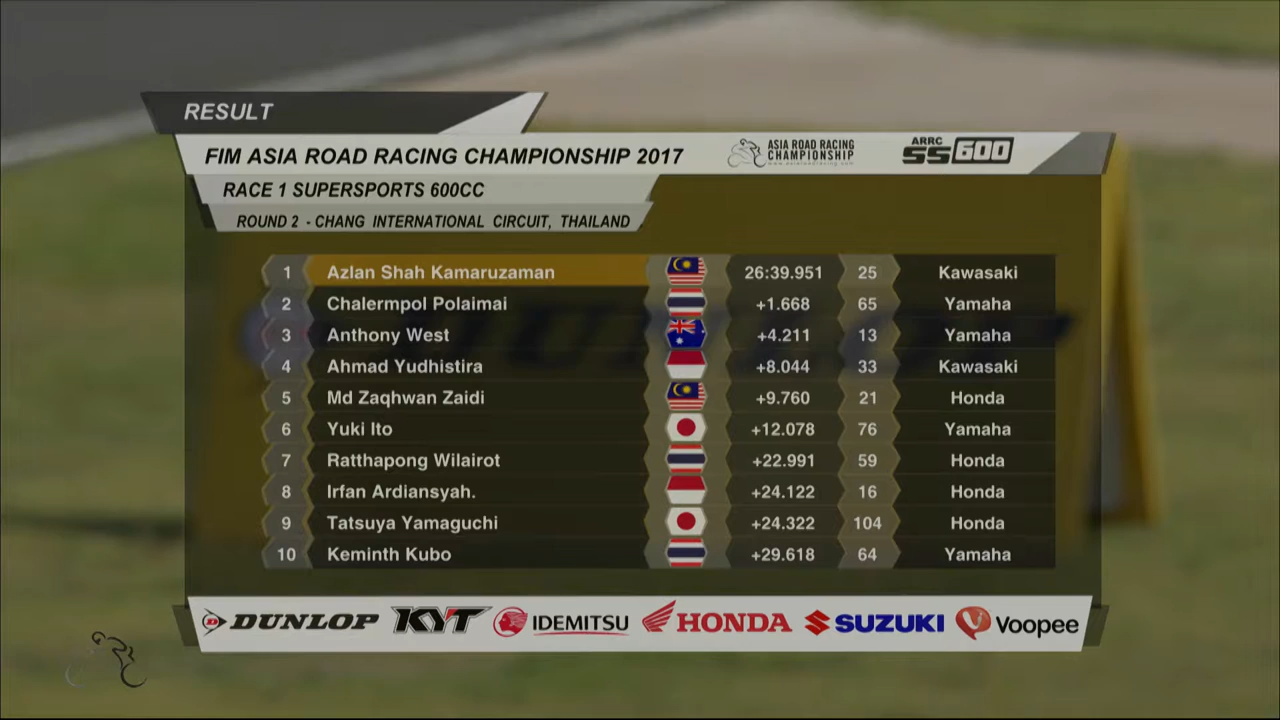 RESULT
FIM ASIA ROAD RACING CHAMPIONSHIP 2017
ASIA ROAD RACING
CHAMPIONSHIP
ARRC
SS600
RACE 1 SUPERSPORTS 600CC
ROUND 2 - CHANG INTERNATIONAL CIRCUIT, THAILAND
1 Azlan Shah Kamaruzaman 26:39.951 25 Kawasaki
2 Chalermpol Polaimai +1.668 65 Yamaha
3 Anthony West +4.211 13 Yamaha
4 Ahmad Yudhistira +8.044 33 Kawasaki
5 Md Zaqhwan Zaidi +9.760 21 Honda
6 Yuki Ito +12.078 76 Yamaha
7 Ratthapong Wilairot +22.991 59 Honda
8 Irfan Ardiansyah. +24.122 16 Honda
9 Tatsuya Yamaguchi +24.322 104 Honda
10 Keminth Kubo +29.618 64 Yamaha
DUNLOP KYT IDEMITSU HONDA SUZUKI Voopee